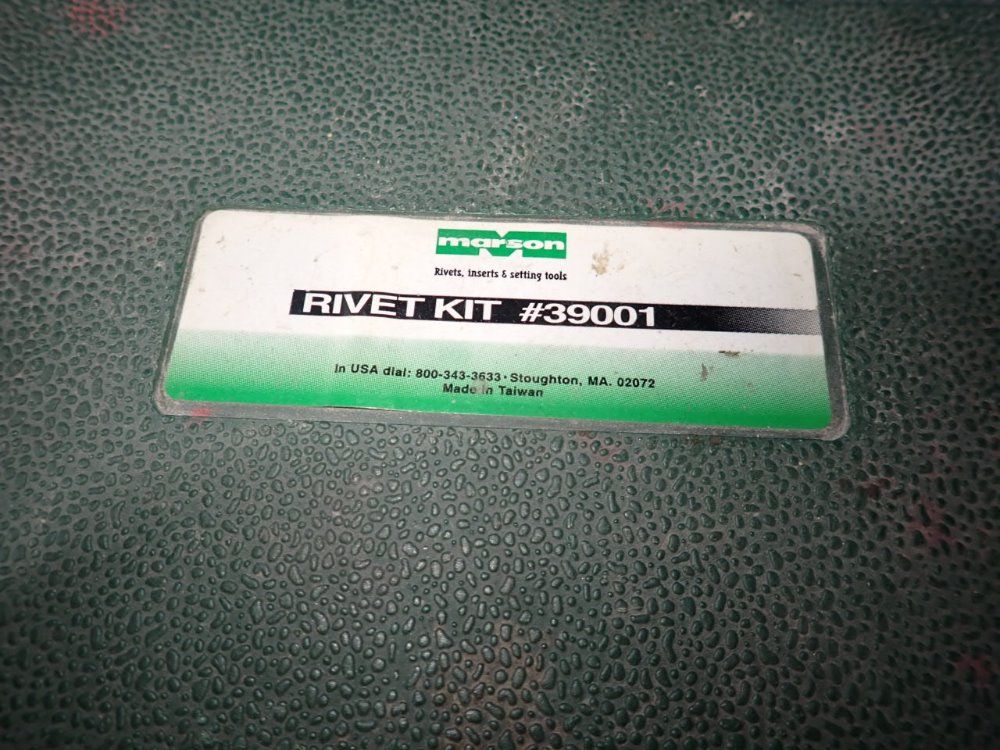 marson
Rivets, inserts & setting tools
RIVET KIT #39001
In USA dial: 800-343-3633 · Stoughton, MA. 02072
Made in Taiwan